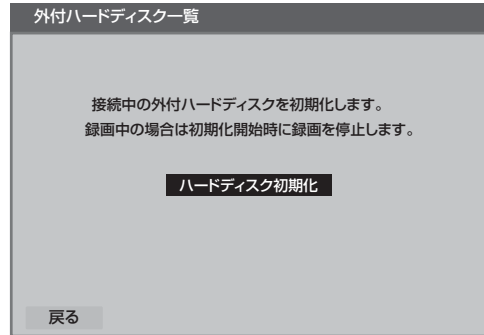 外付ハードディスク一覧
接続中の外付ハードディスクを初期化します。
録画中の場合は初期化開始時に録画を停止します。
ハードディスク初期化
戻る